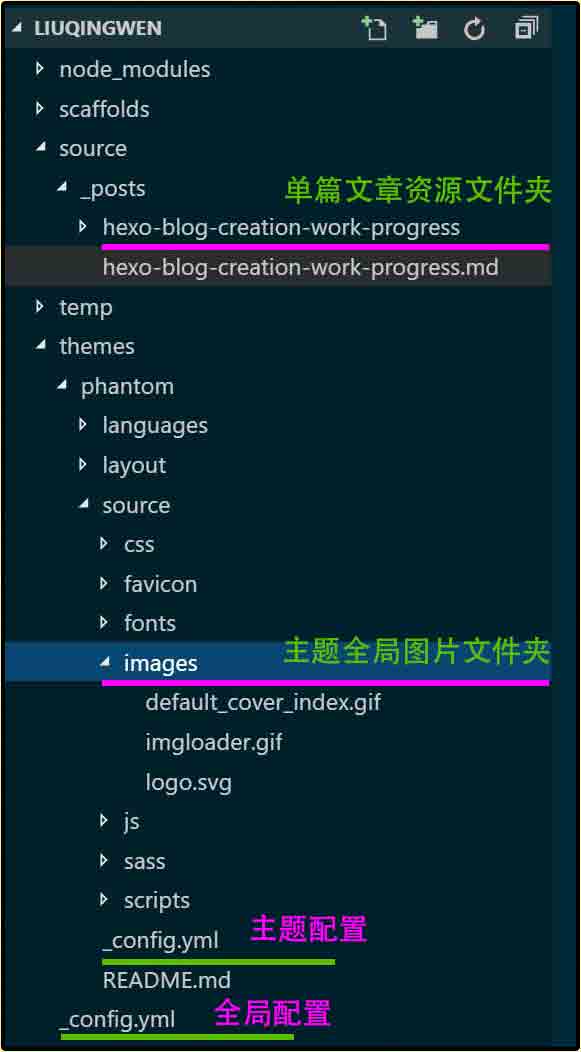 LIUQINGWEN
node_modules
scaffolds
source
_posts
单篇文章资源文件夹
hexo-blog-creation-work-progress
hexo-blog-creation-work-progress.md
temp
themes
phantom
languages
layout
source
css
favicon
fonts
images 主题全局图片文件夹
default_cover_index.gif
imgloader.gif
logo.svg
js
sass
scripts
_config.yml 主题配置
README.md
_config.yml 全局配置